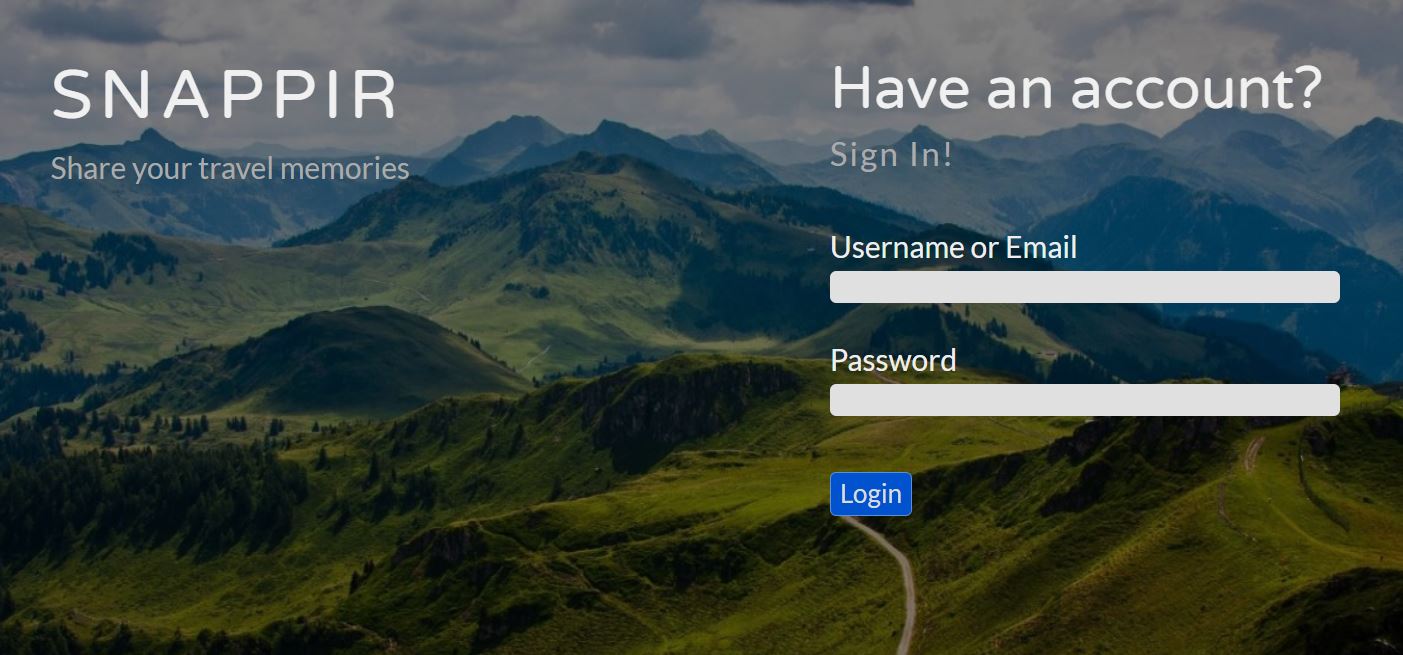 SNAPPIR
Share your travel memories
Have an account?
Sign In!
Username or Email
Password
Login